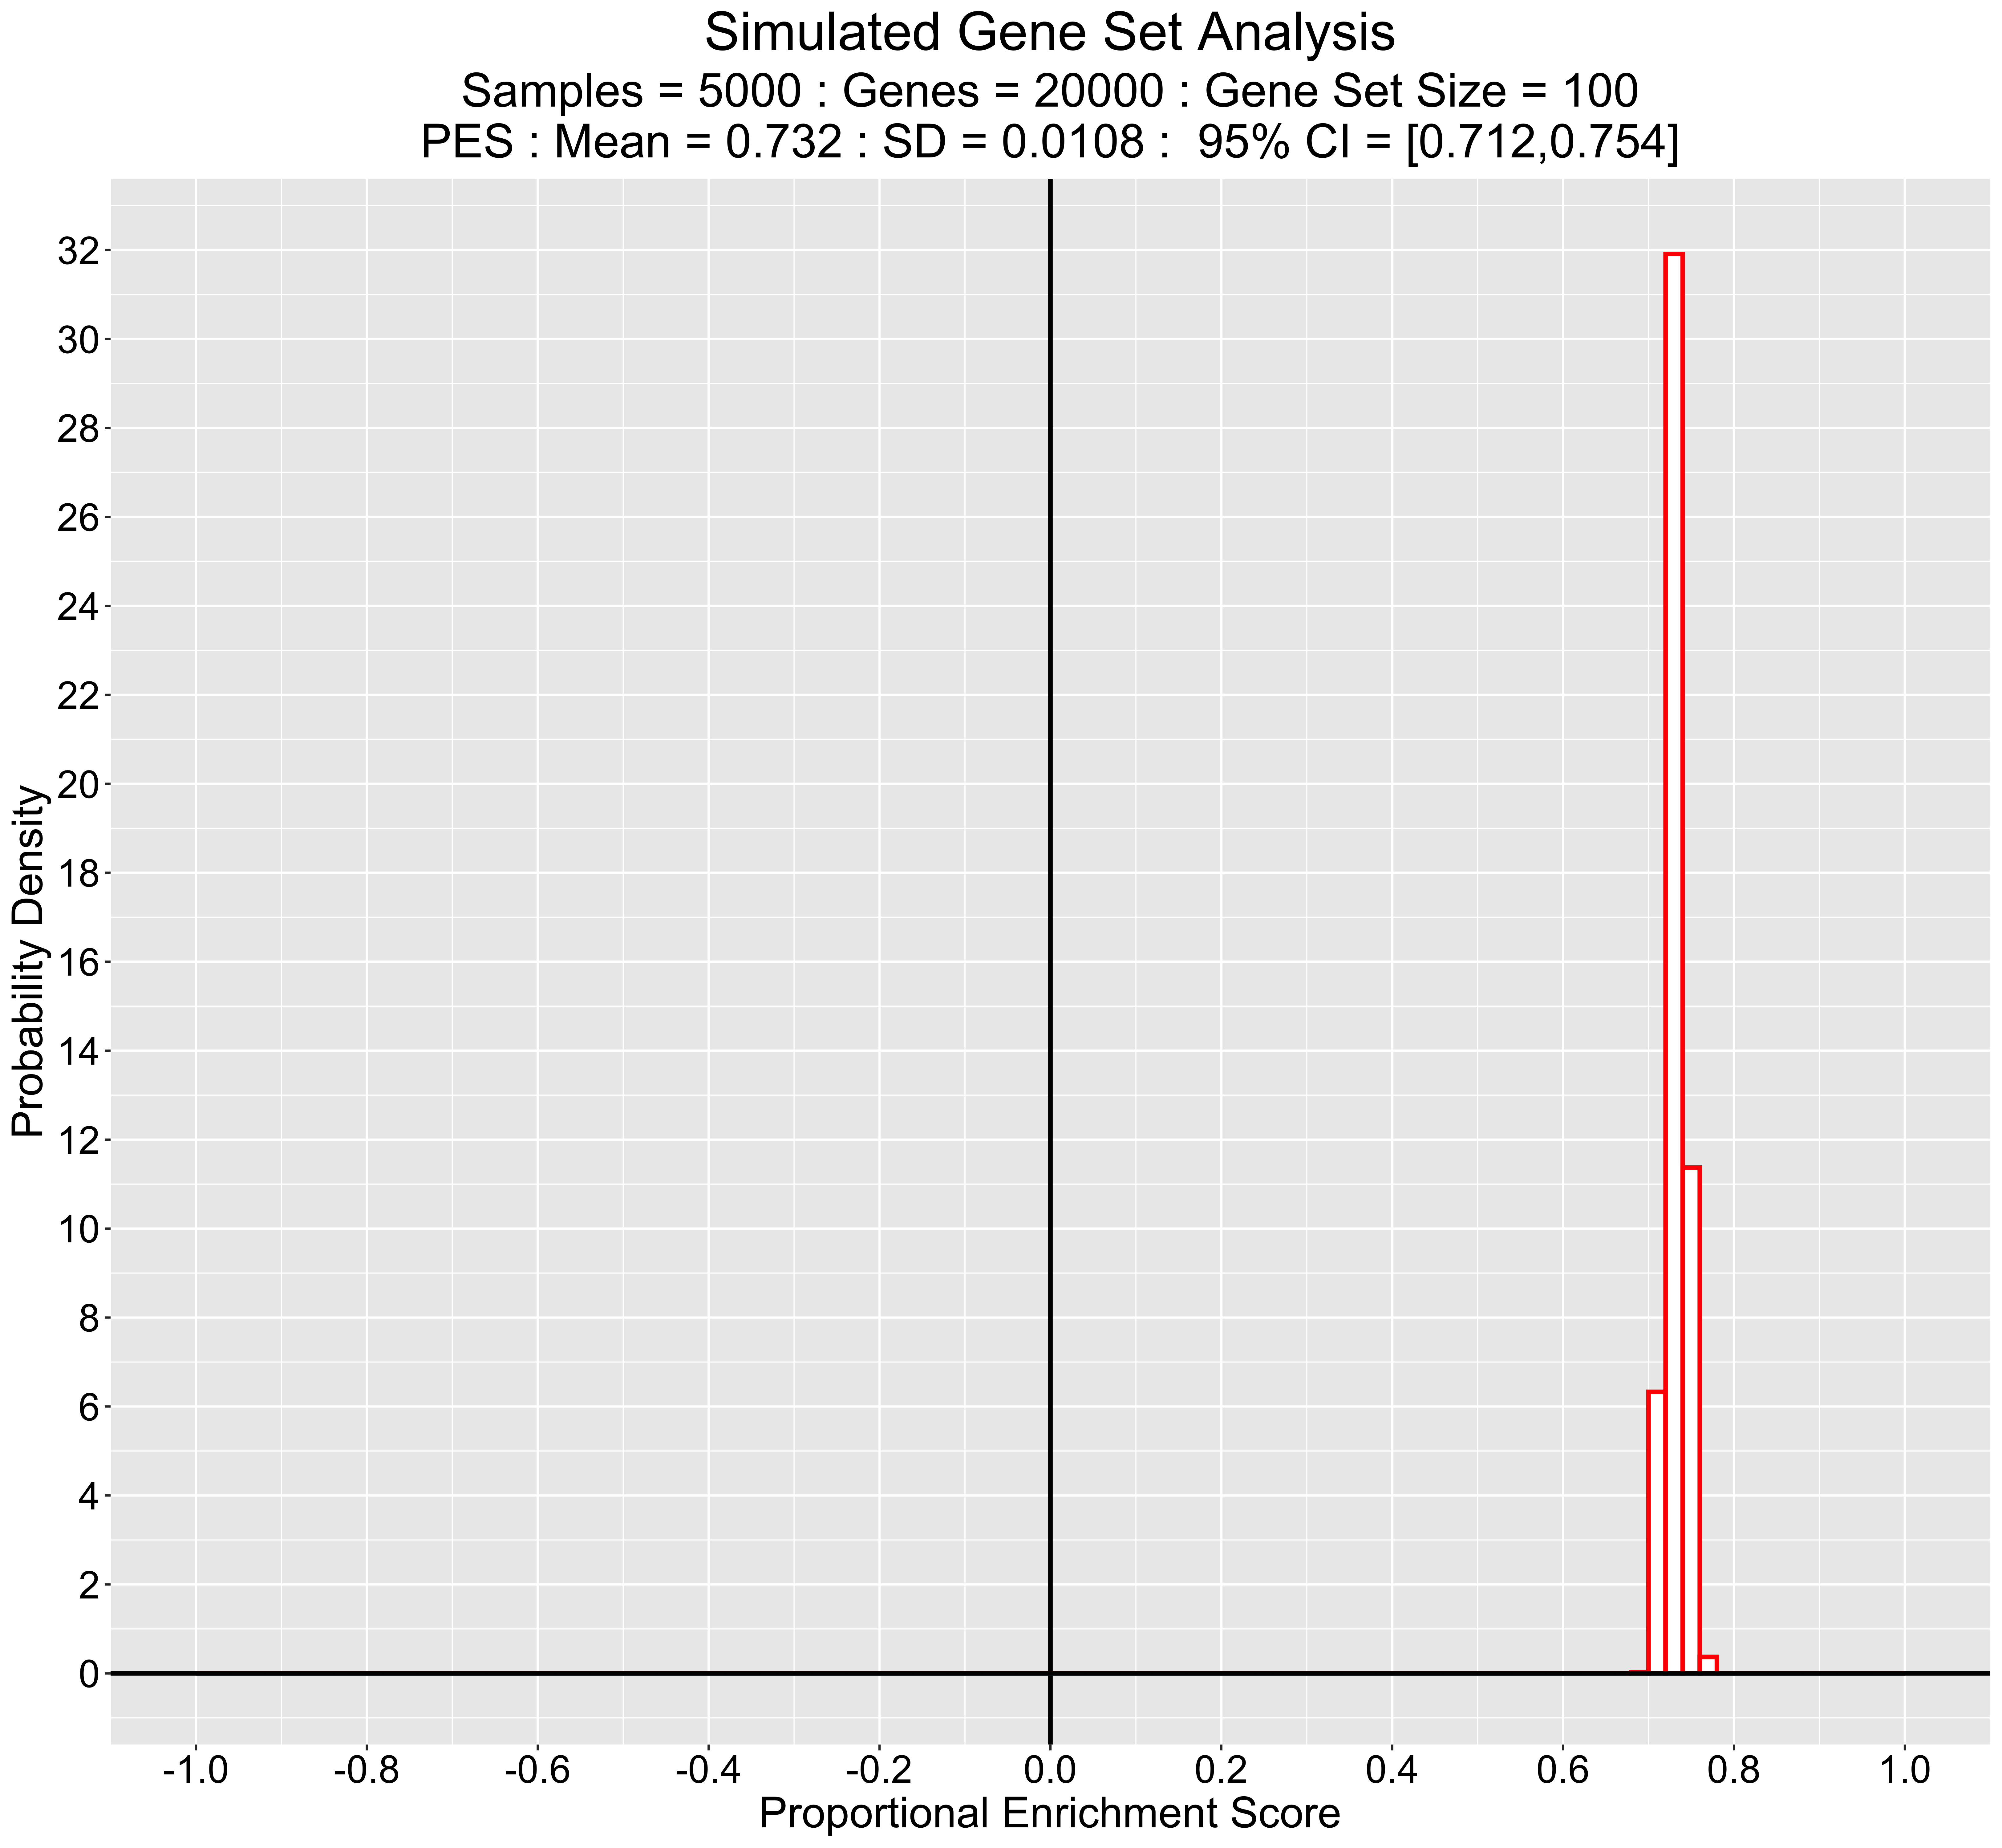 Simulated Gene Set Analysis
Samples = 5000 : Genes = 20000 : Gene Set Size = 100
PES : Mean = 0.732 : SD = 0.0108 :  95% CI = [0.712,0.754]
Probability Density
32
30
28
26
24
22
20
18
16
14
12
10
8
6
4
2
0
-1.0 -0.8 -0.6 -0.4 -0.2 0.0 0.2 0.4 0.6 0.8 1.0
Proportional Enrichment Score